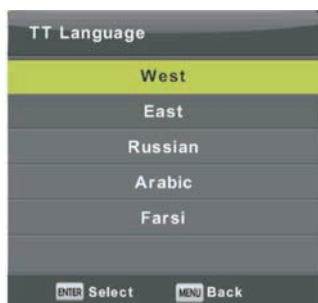 TT Language
West
East
Russian
Arabic
Farsi
ENTER Select MENU Back